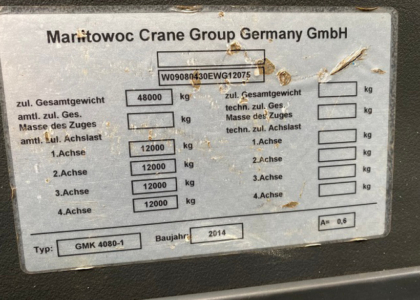 Manitowoc Crane Group Germany GmbH
W09080430EWG12075
zul. Gesamtgewicht 48000 kg zul. Gesamtgewicht kg
amtl. zul. Ges. Masse des Zuges kg techn. zul. Ges. Masse des Zuges kg
amtl. zul. Achslast techn. zul. Achslast
1.Achse 12000 kg 1.Achse kg
2.Achse 12000 kg 2.Achse kg
3.Achse 12000 kg 3.Achse kg
4.Achse 12000 kg 4.Achse kg
Typ: GMK 4080-1 Baujahr: 2014 A= 0,6